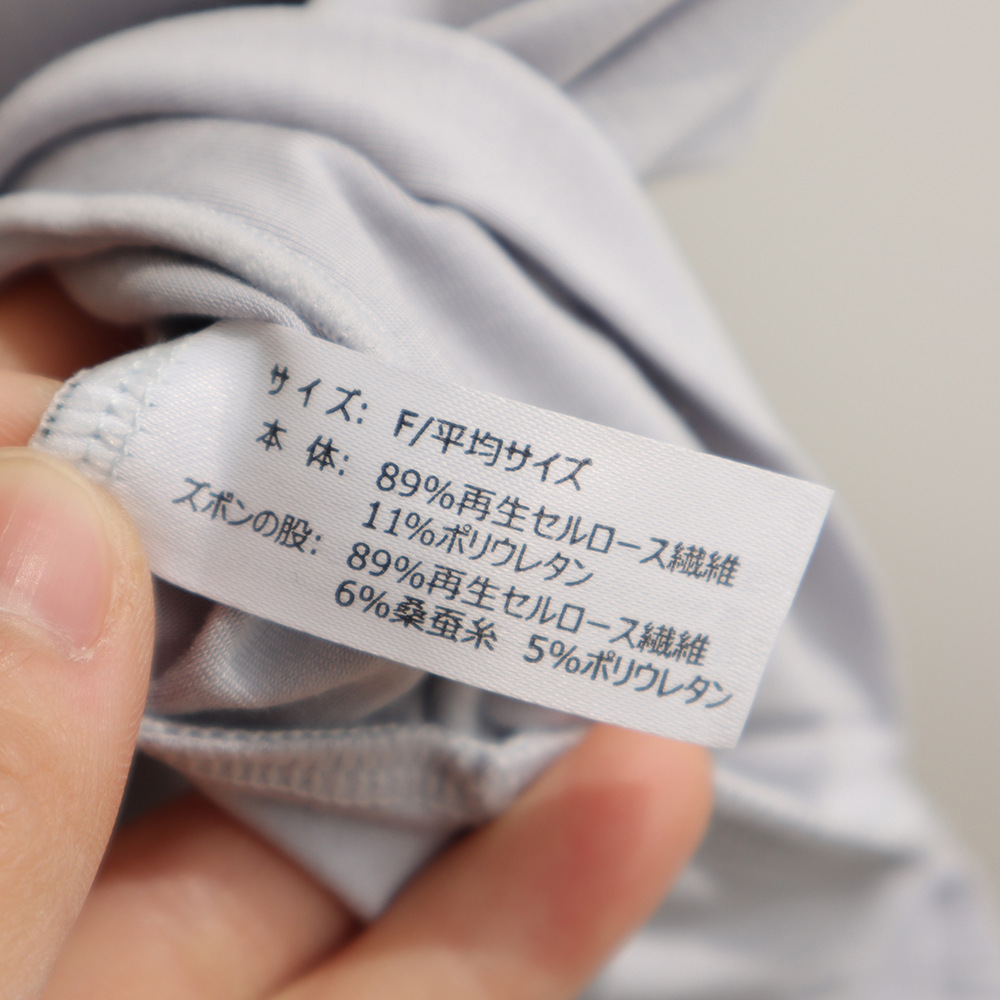 サイズ: F/平均サイズ
本 体: 89%再生セルロース繊維
11%ポリウレタン
ズボンの股: 89%再生セルロース繊維
6%桑蚕糸 5%ポリウレタン